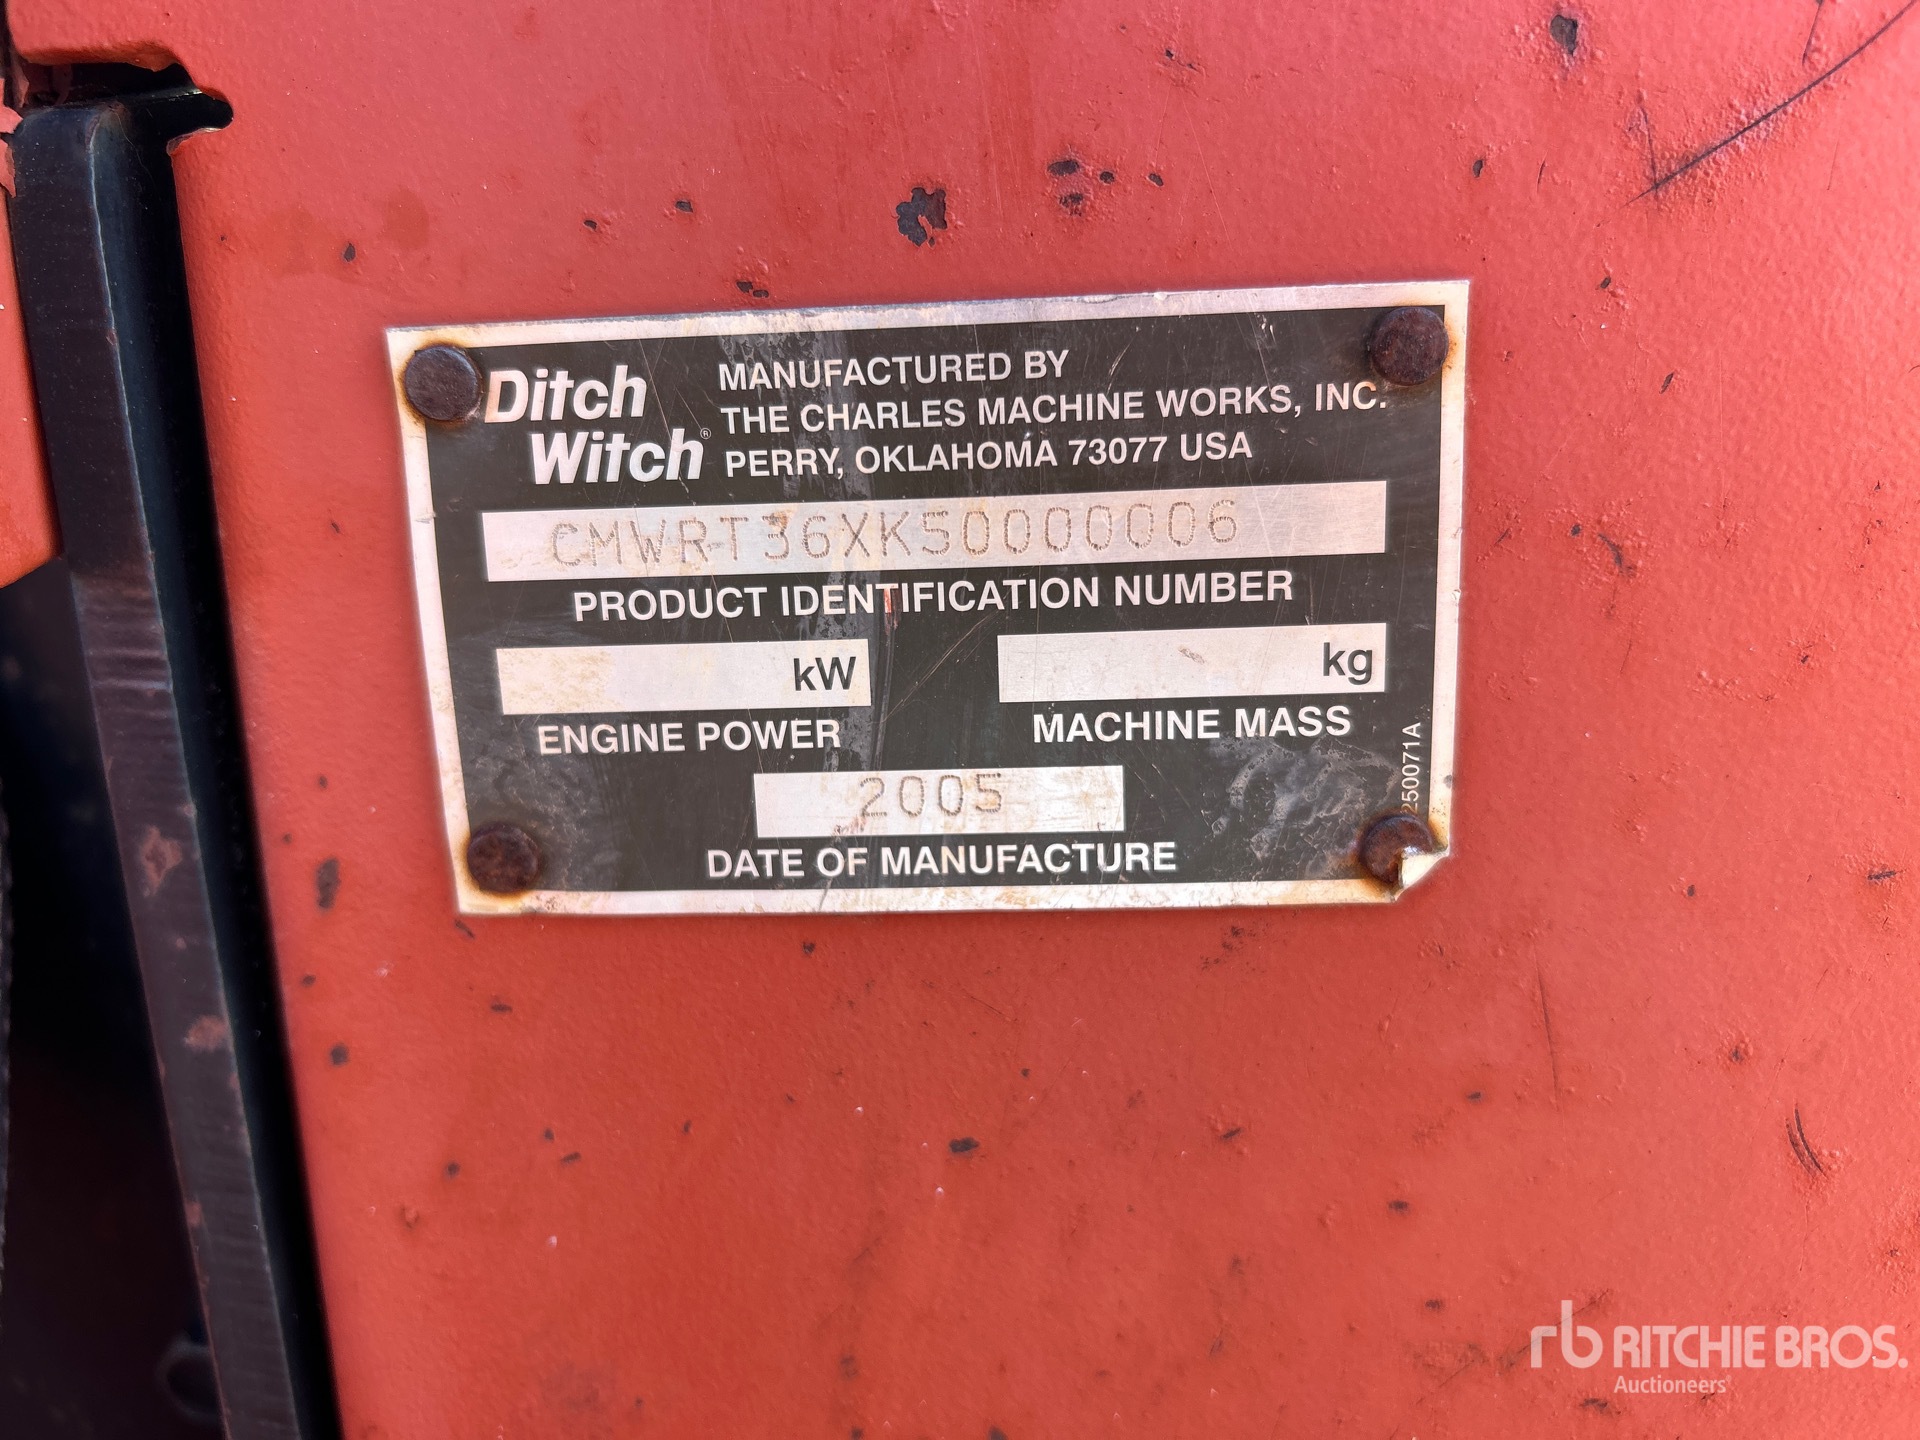 Ditch Witch®
MANUFACTURED BY
THE CHARLES MACHINE WORKS, INC.
PERRY, OKLAHOMA 73077 USA
CMWRT36XK50000006
PRODUCT IDENTIFICATION NUMBER
kW
ENGINE POWER
kg
MACHINE MASS
2005
DATE OF MANUFACTURE
250071A
rb RITCHIE BROS.
Auctioneers